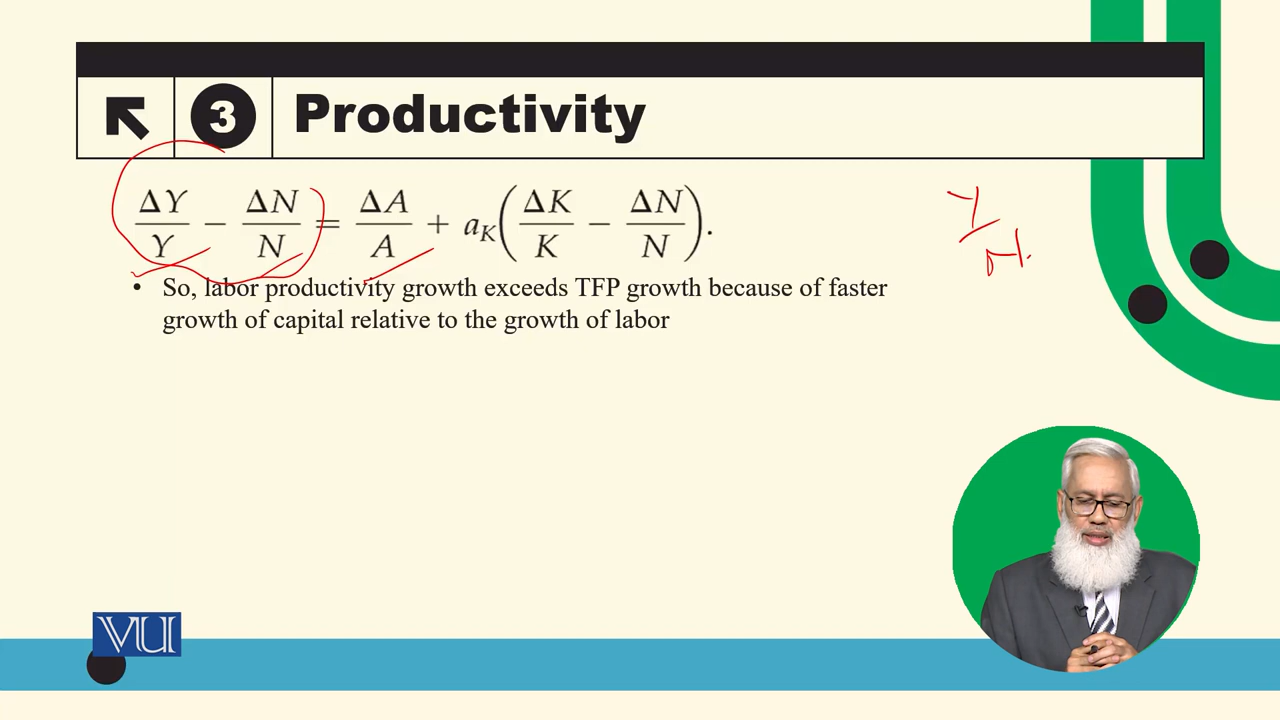 3 Productivity
ΔY/Y − ΔN/N = ΔA/A + aK(ΔK/K − ΔN/N).
Y/N
• So, labor productivity growth exceeds TFP growth because of faster
growth of capital relative to the growth of labor
VU